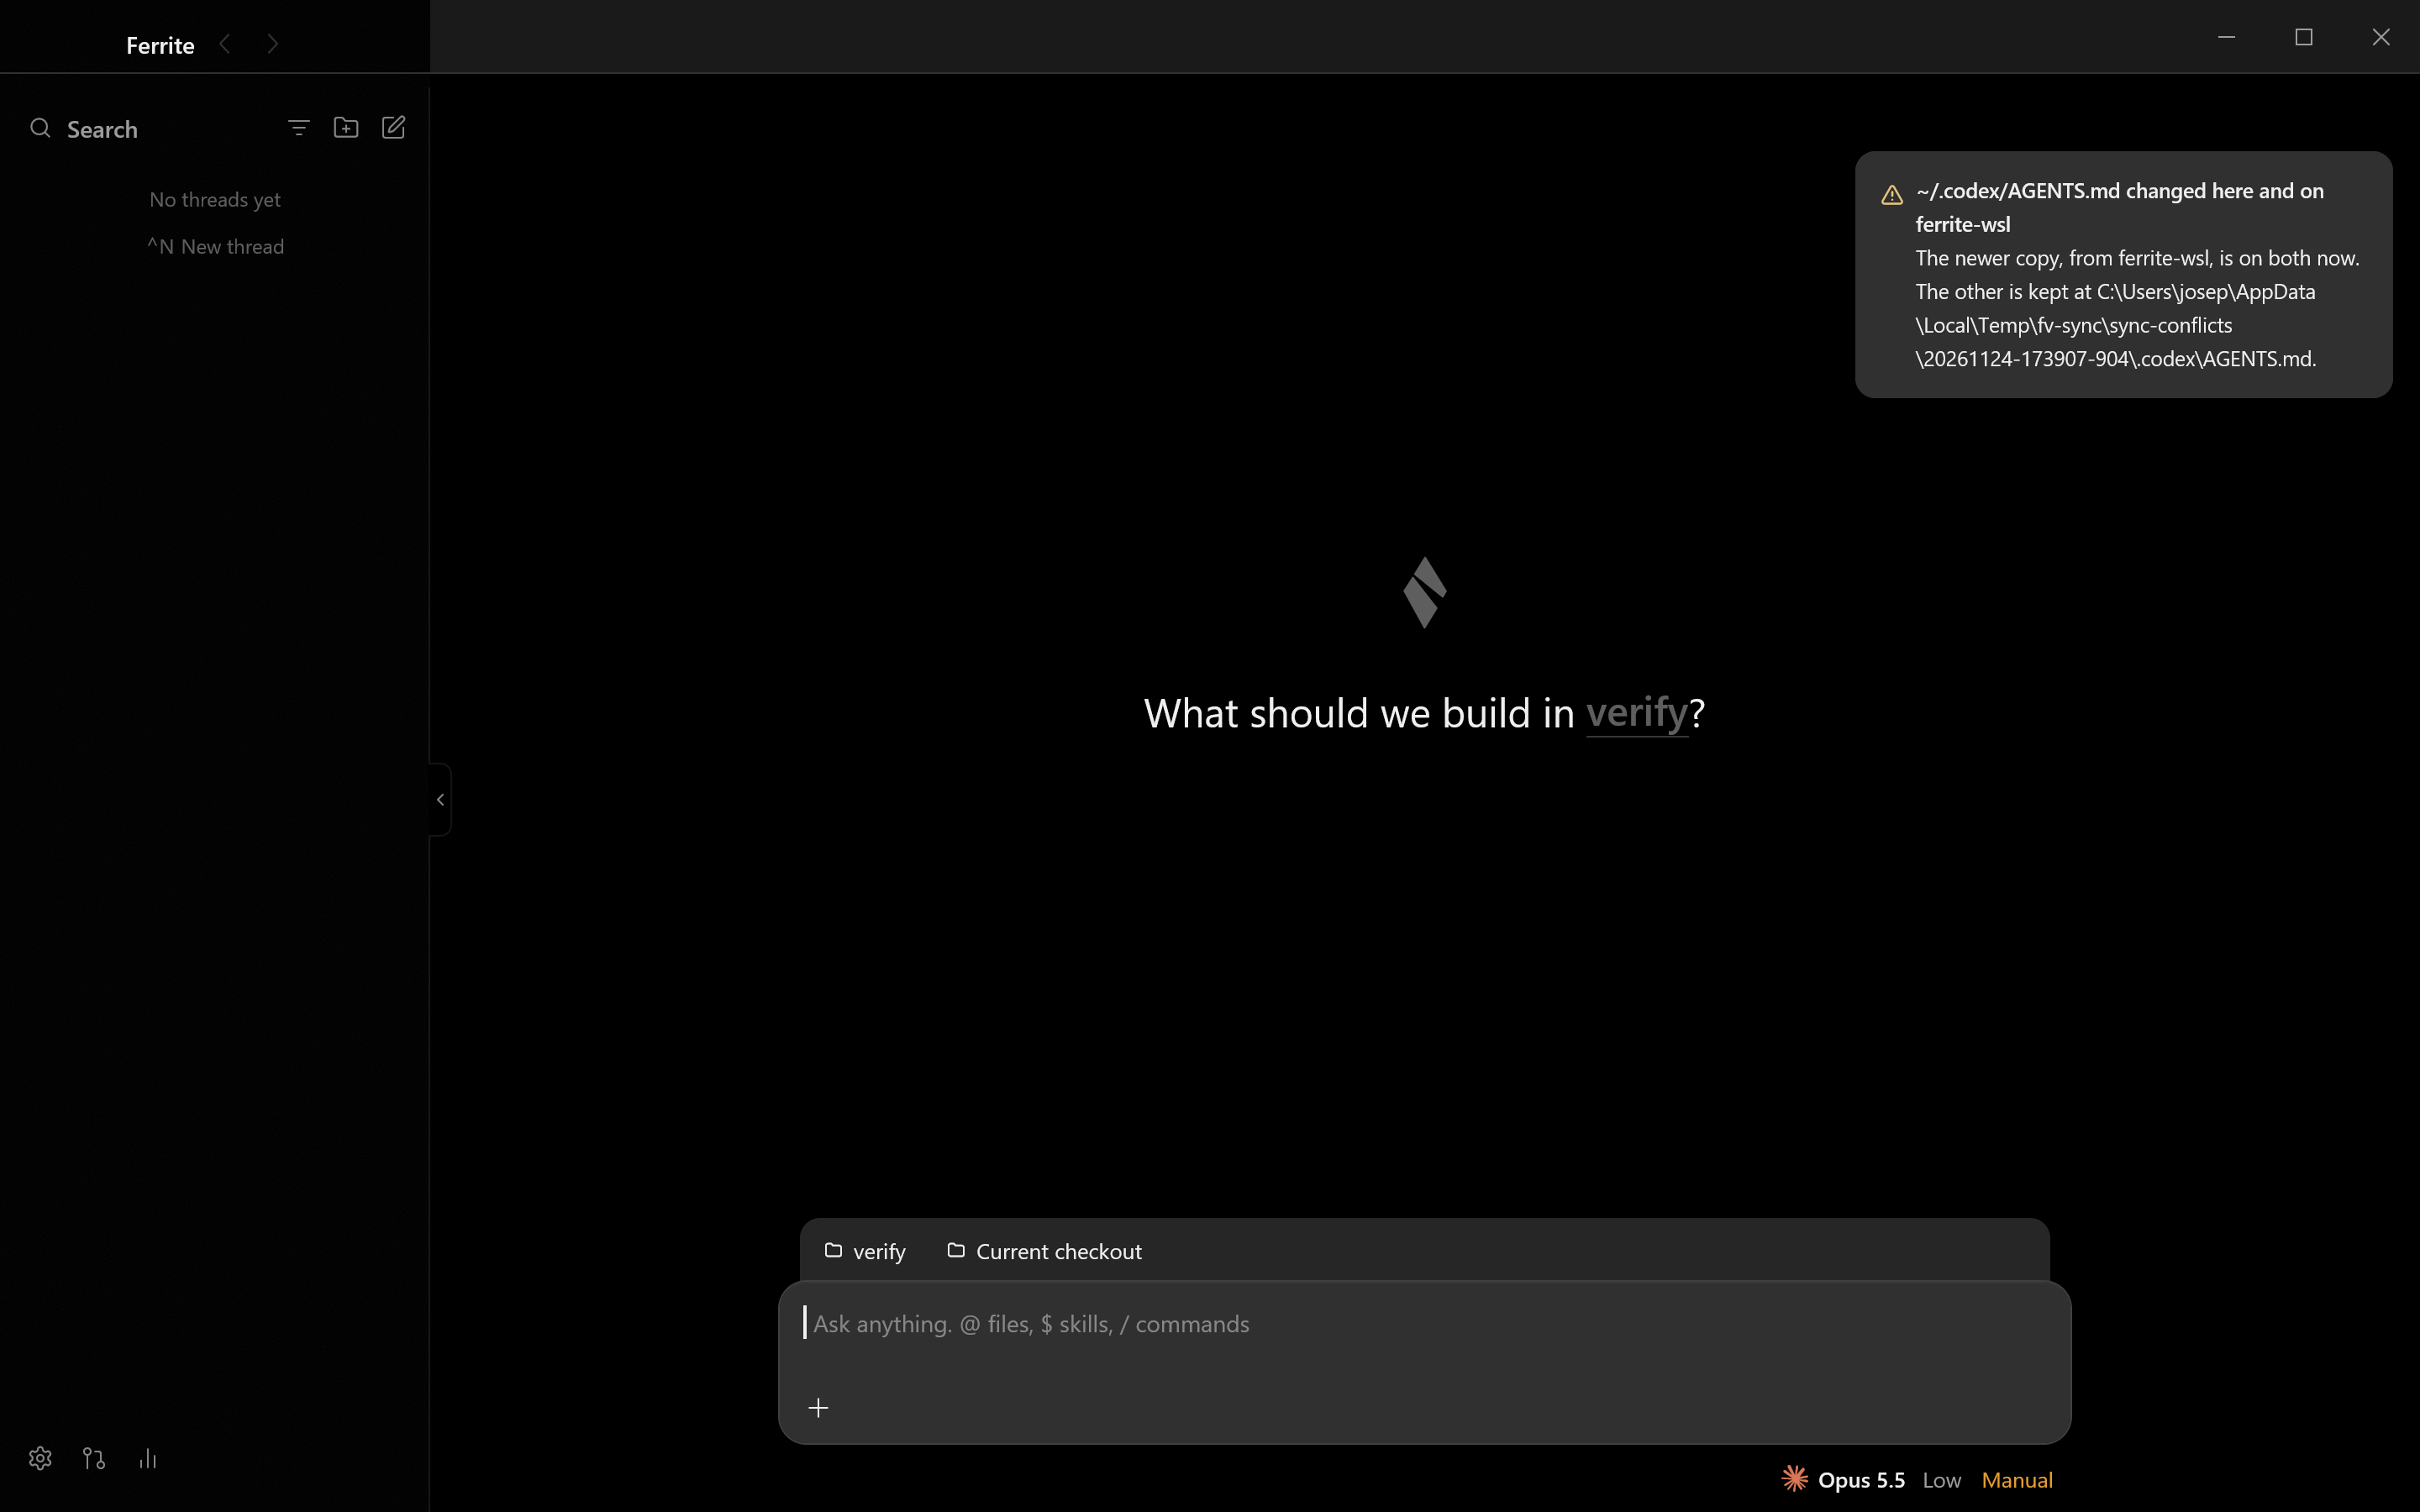 Ferrite
Search
No threads yet
^N New thread
~/.codex/AGENTS.md changed here and on
ferrite-wsl
The newer copy, from ferrite-wsl, is on both now.
The other is kept at C:\Users\josep\AppData
\Local\Temp\fv-sync\sync-conflicts
\20261124-173907-904\.codex\AGENTS.md.
What should we build in verify?
verify Current checkout
Ask anything. @ files, $ skills, / commands
Opus 5.5 Low Manual